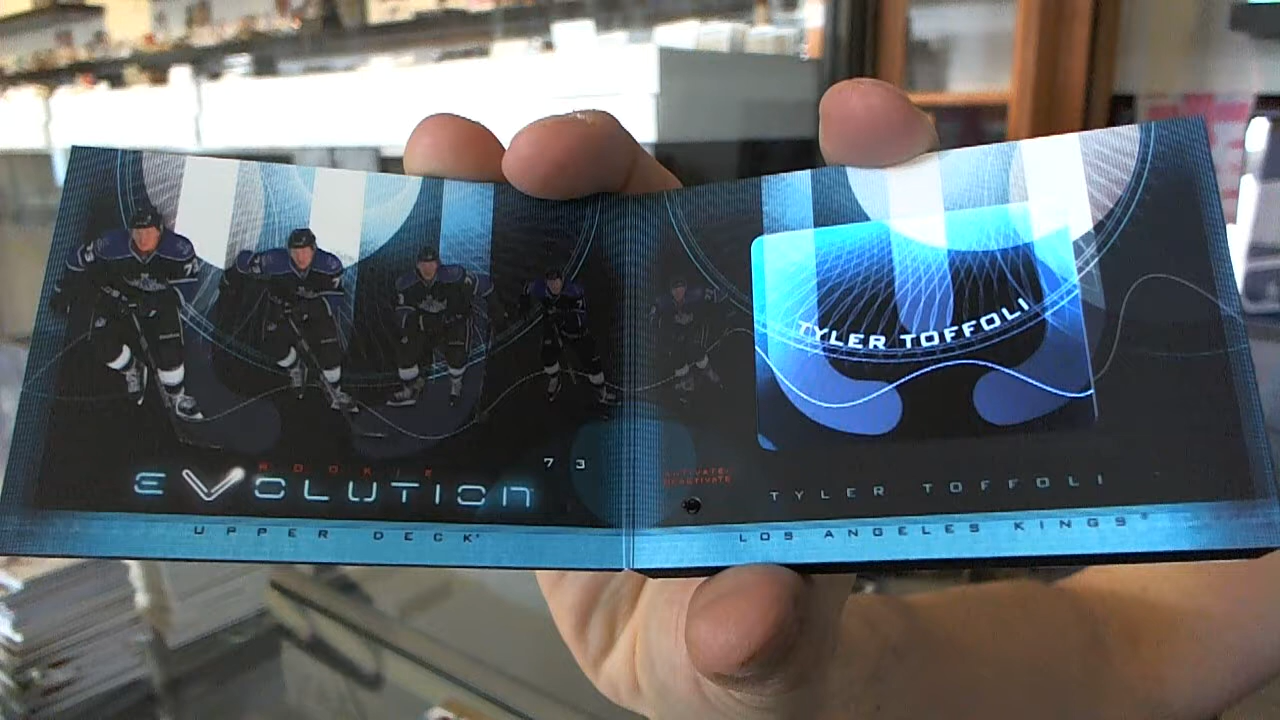 ROOKIE
EVOLUTION
73
UPPER DECK
TYLER TOFFOLI
ACTIVATE/
DEACTIVATE
TYLER TOFFOLI
LOS ANGELES KINGS